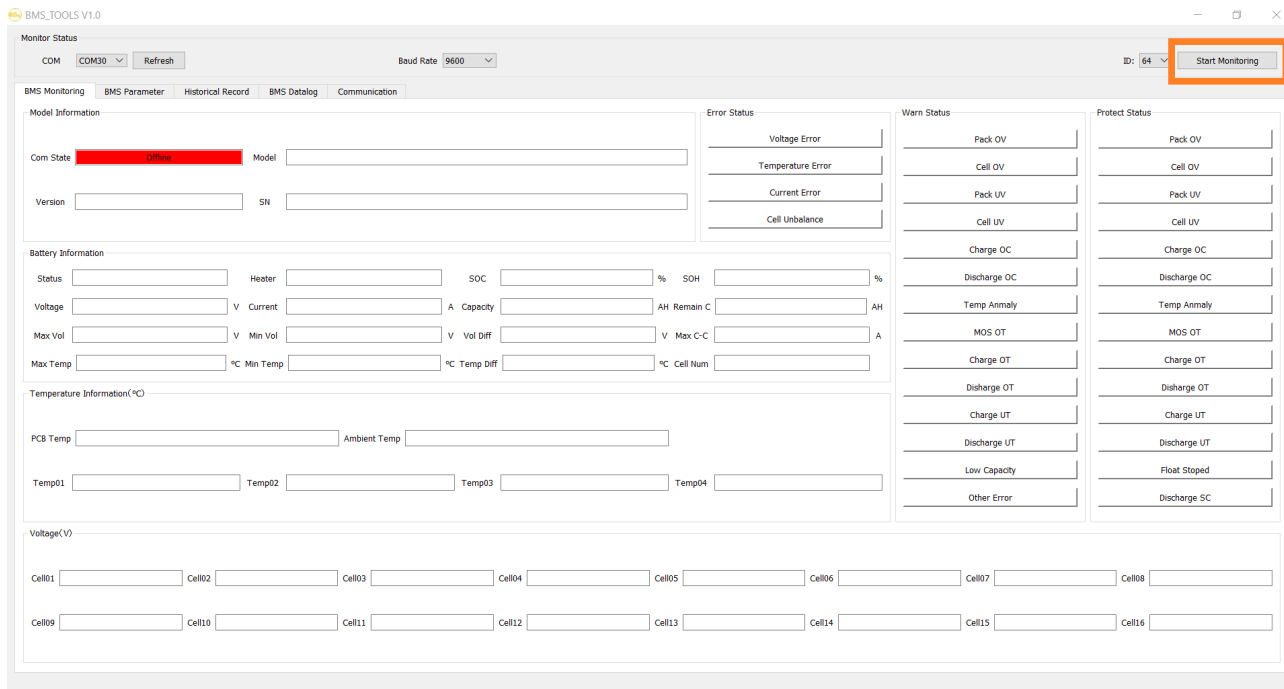 BMS_TOOLS V1.0
Monitor Status
COM COM30 Refresh Baud Rate 9600 ID: 64 Start Monitoring
BMS Monitoring BMS Parameter Historical Record BMS Datalog Communication
Model Information
Com State Offline Model
Version SN
Error Status
Voltage Error
Temperature Error
Current Error
Cell Unbalance
Battery Information
Status Heater SOC % SOH %
Voltage V Current A Capacity AH Remain C AH
Max Vol V Min Vol V Vol Diff V Max C-C A
Max Temp ºC Min Temp ºC Temp Diff ºC Cell Num
Temperature Information(ºC)
PCB Temp Ambient Temp
Temp01 Temp02 Temp03 Temp04
Warn Status
Pack OV
Cell OV
Pack UV
Cell UV
Charge OC
Discharge OC
Temp Anmaly
MOS OT
Charge OT
Disharge OT
Charge UT
Discharge UT
Low Capacity
Other Error
Protect Status
Pack OV
Cell OV
Pack UV
Cell UV
Charge OC
Discharge OC
Temp Anmaly
MOS OT
Charge OT
Disharge OT
Charge UT
Discharge UT
Float Stoped
Discharge SC
Voltage(V)
Cell01 Cell02 Cell03 Cell04 Cell05 Cell06 Cell07 Cell08
Cell09 Cell10 Cell11 Cell12 Cell13 Cell14 Cell15 Cell16